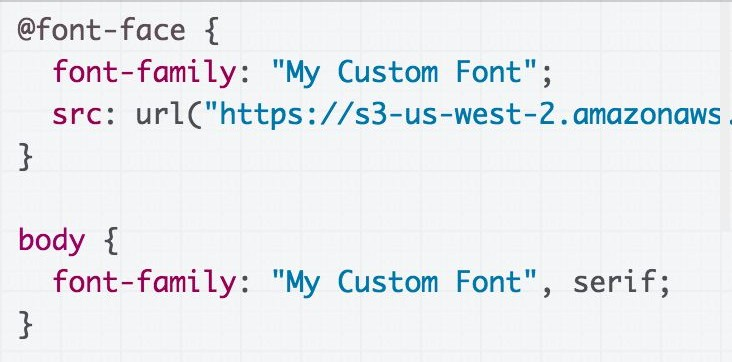 @font-face {
  font-family: "My Custom Font";
  src: url("https://s3-us-west-2.amazonaws.
}
body {
  font-family: "My Custom Font", serif;
}